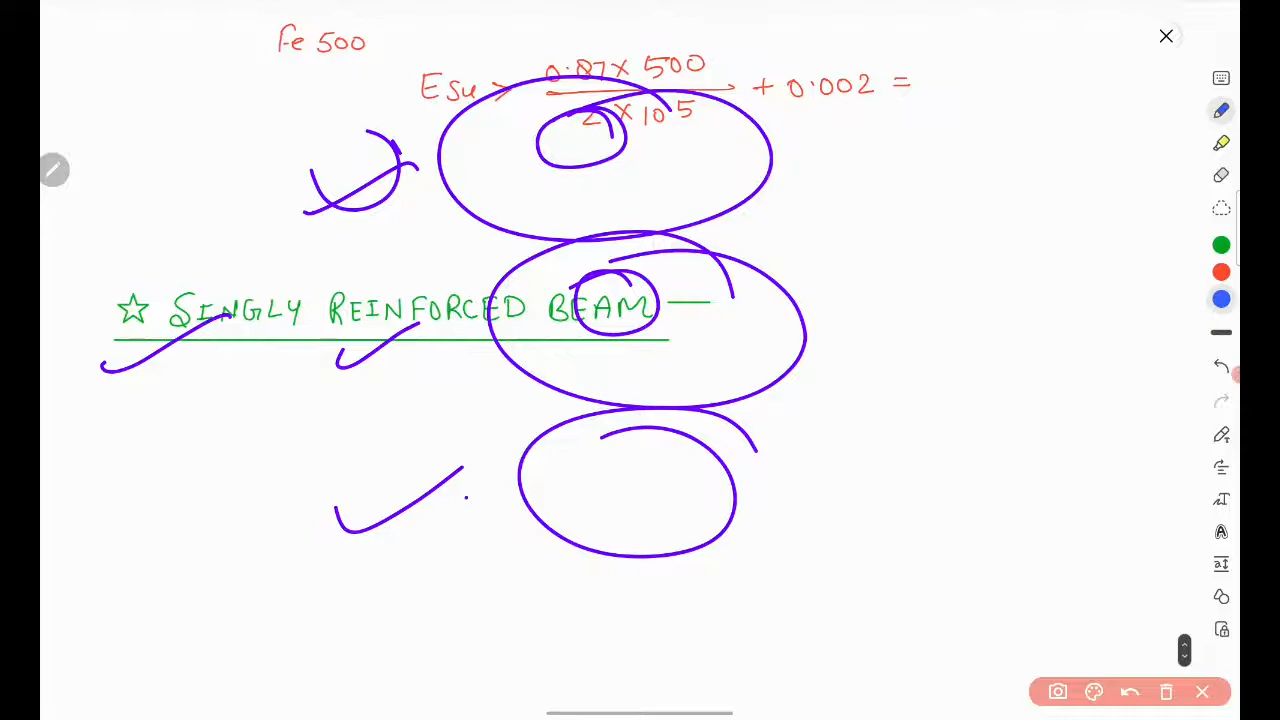 Fe 500
Esu > 0.87 × 500 / 2 × 10 5 + 0.002 =
☆ SINGLY REINFORCED BEAM —